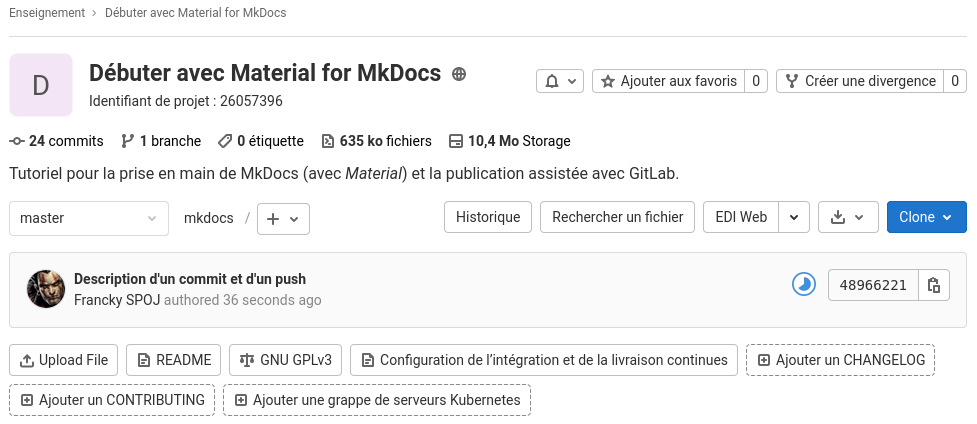 Enseignement › Débuter avec Material for MkDocs
D Débuter avec Material for MkDocs
Identifiant de projet : 26057396
Ajouter aux favoris 0 Créer une divergence 0
24 commits 1 branche 0 étiquette 635 ko fichiers 10,4 Mo Storage
Tutoriel pour la prise en main de MkDocs (avec Material) et la publication assistée avec GitLab.
master mkdocs / + Historique Rechercher un fichier EDI Web Clone
Description d'un commit et d'un push
Francky SPOJ authored 36 seconds ago
48966221
Upload File README GNU GPLv3 Configuration de l’intégration et de la livraison continues Ajouter un CHANGELOG
Ajouter un CONTRIBUTING Ajouter une grappe de serveurs Kubernetes